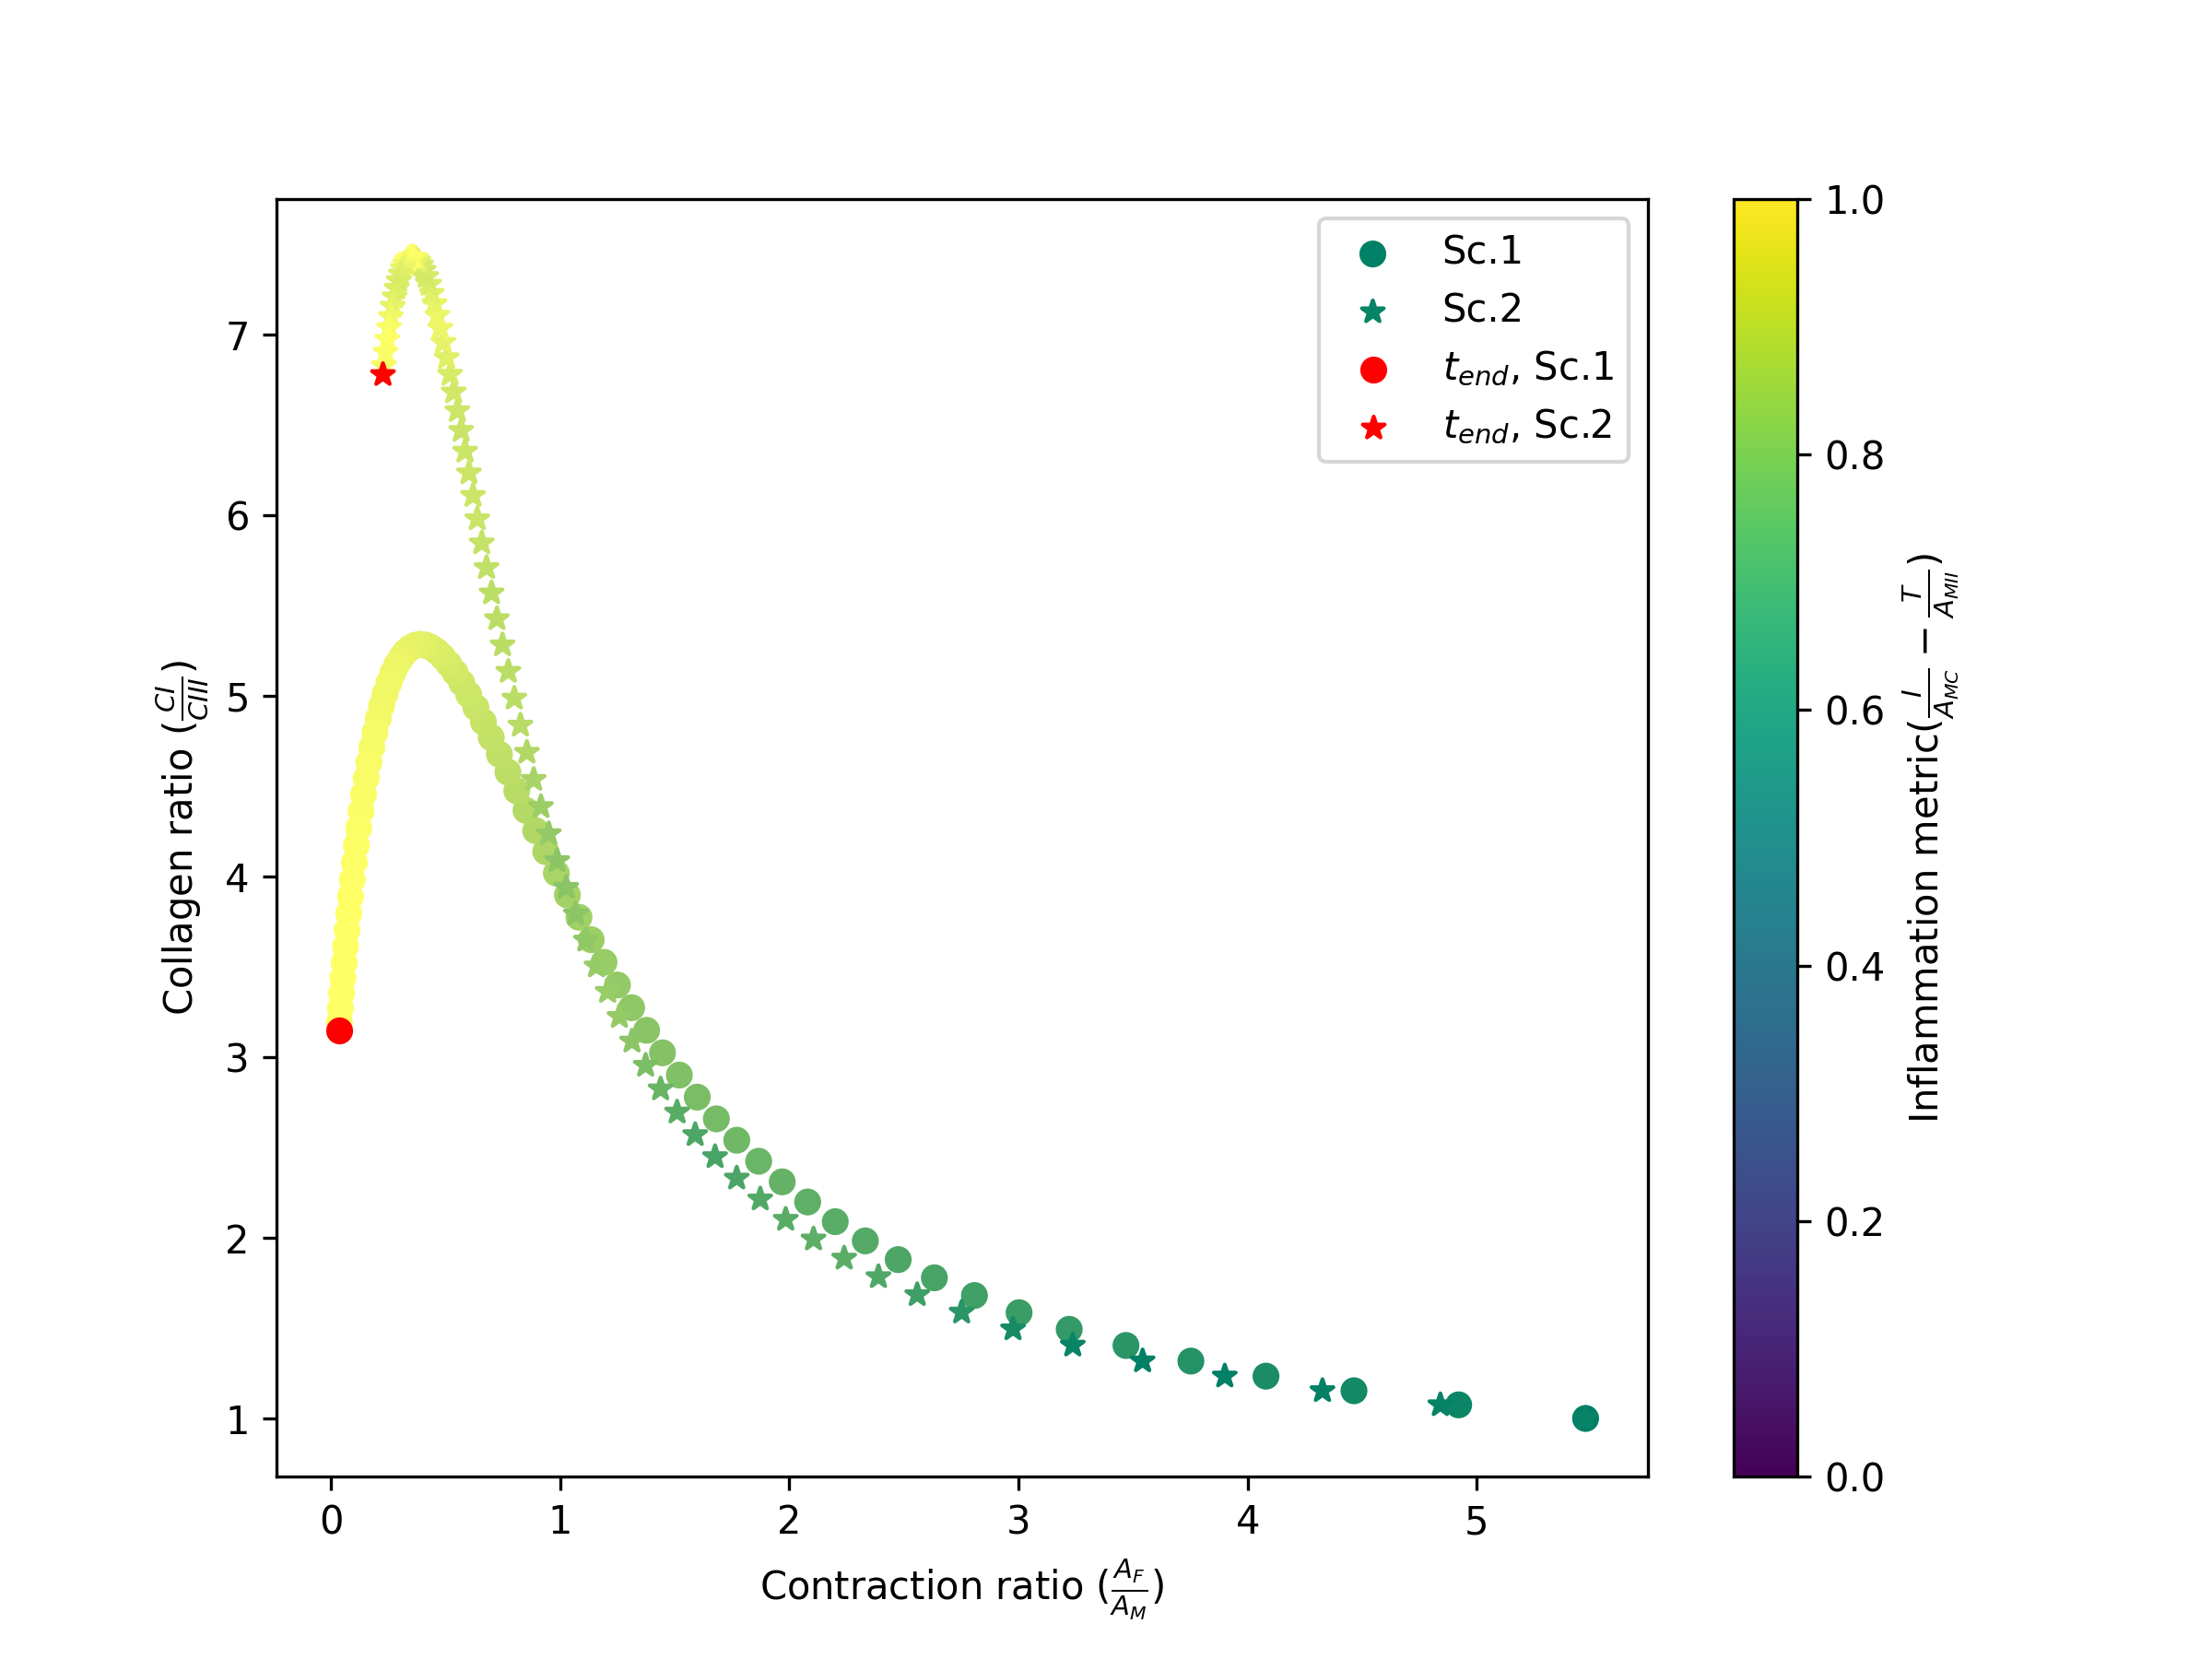 Sc.1
Sc.2
t_end, Sc.1
t_end, Sc.2
7
6
5
4
3
2
1
Collagen ratio (CI/CIII)
0 1 2 3 4 5
Contraction ratio (A_F/A_M)
1.0
0.8
0.6
0.4
0.2
0.0
Inflammation metric(I/A_MC − T/A_MII)